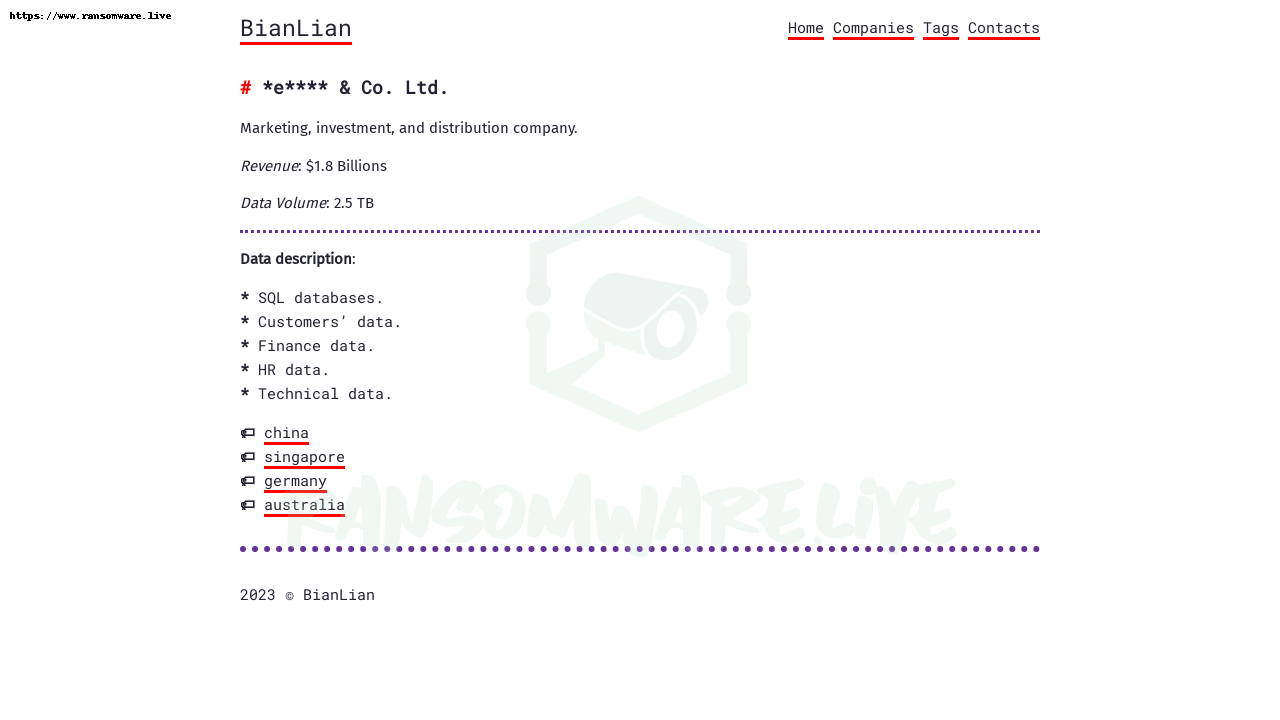 https://www.ransomware.live
BianLian
Home Companies Tags Contacts
# *e**** & Co. Ltd.
Marketing, investment, and distribution company.
Revenue: $1.8 Billions
Data Volume: 2.5 TB
Data description:
* SQL databases.
* Customers’ data.
* Finance data.
* HR data.
* Technical data.
china
singapore
germany
australia
RANSOMWARE.LIVE
2023 © BianLian